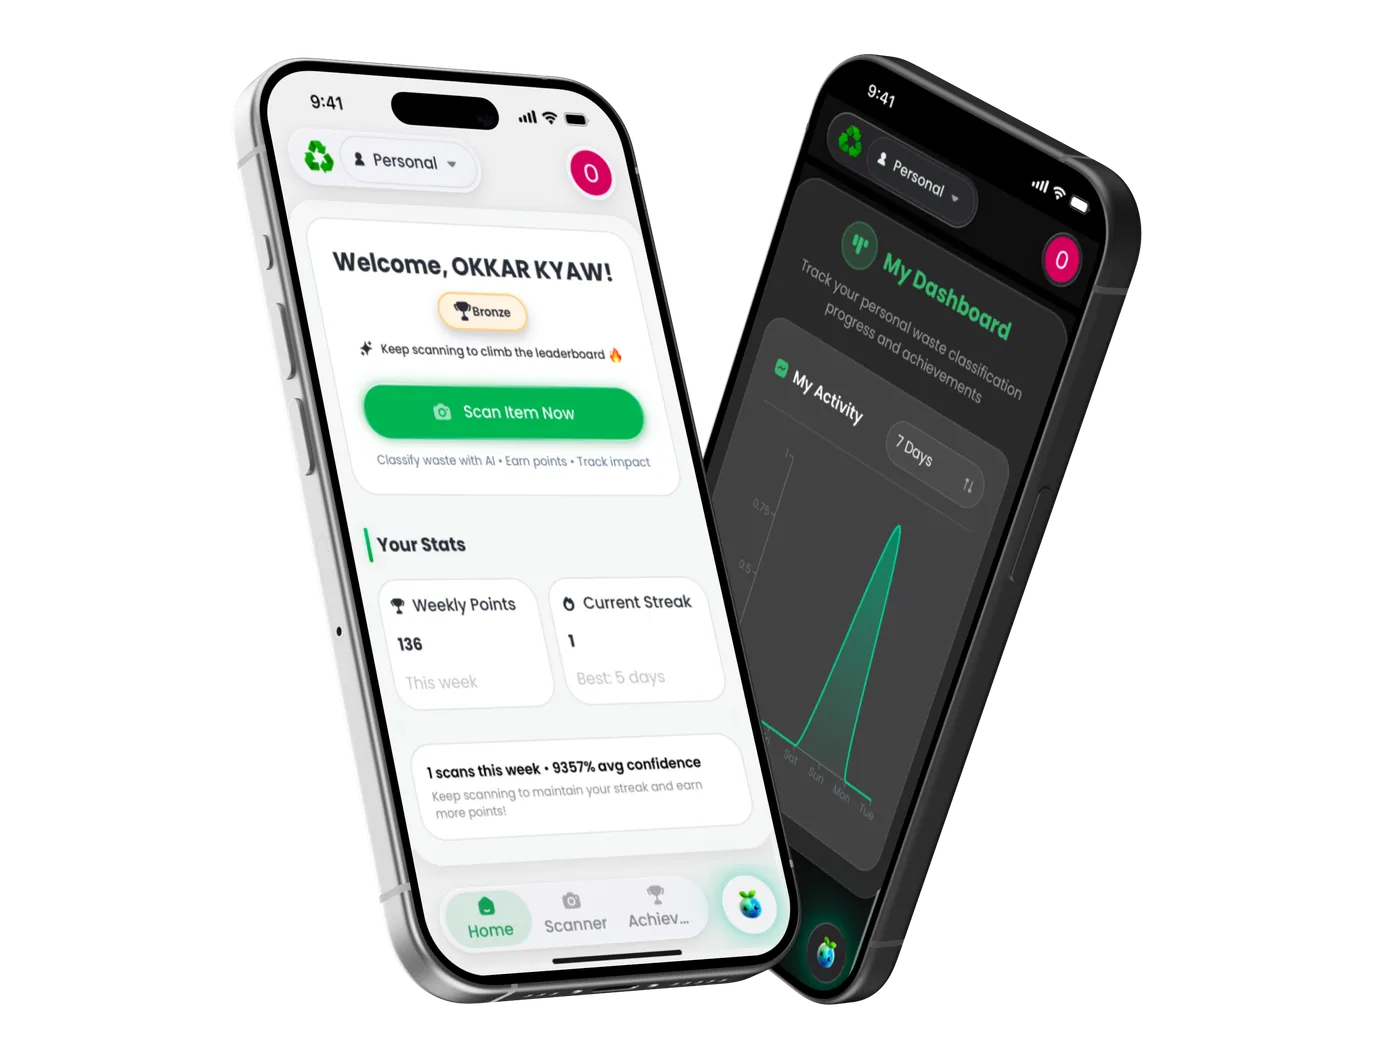 9:41
Personal
O
Welcome, OKKAR KYAW!
Bronze
Keep scanning to climb the leaderboard 🔥
Scan Item Now
Classify waste with AI • Earn points • Track impact
Your Stats
Weekly Points
136
This week
Current Streak
1
Best: 5 days
1 scans this week • 9357% avg confidence
Keep scanning to maintain your streak and earn
more points!
Home
Scanner
Achiev...
9:41
Personal
O
My Dashboard
Track your personal waste classification
progress and achievements
My Activity
7 Days
1
0.75
0.5
Sat
Sun
Mon
Tue